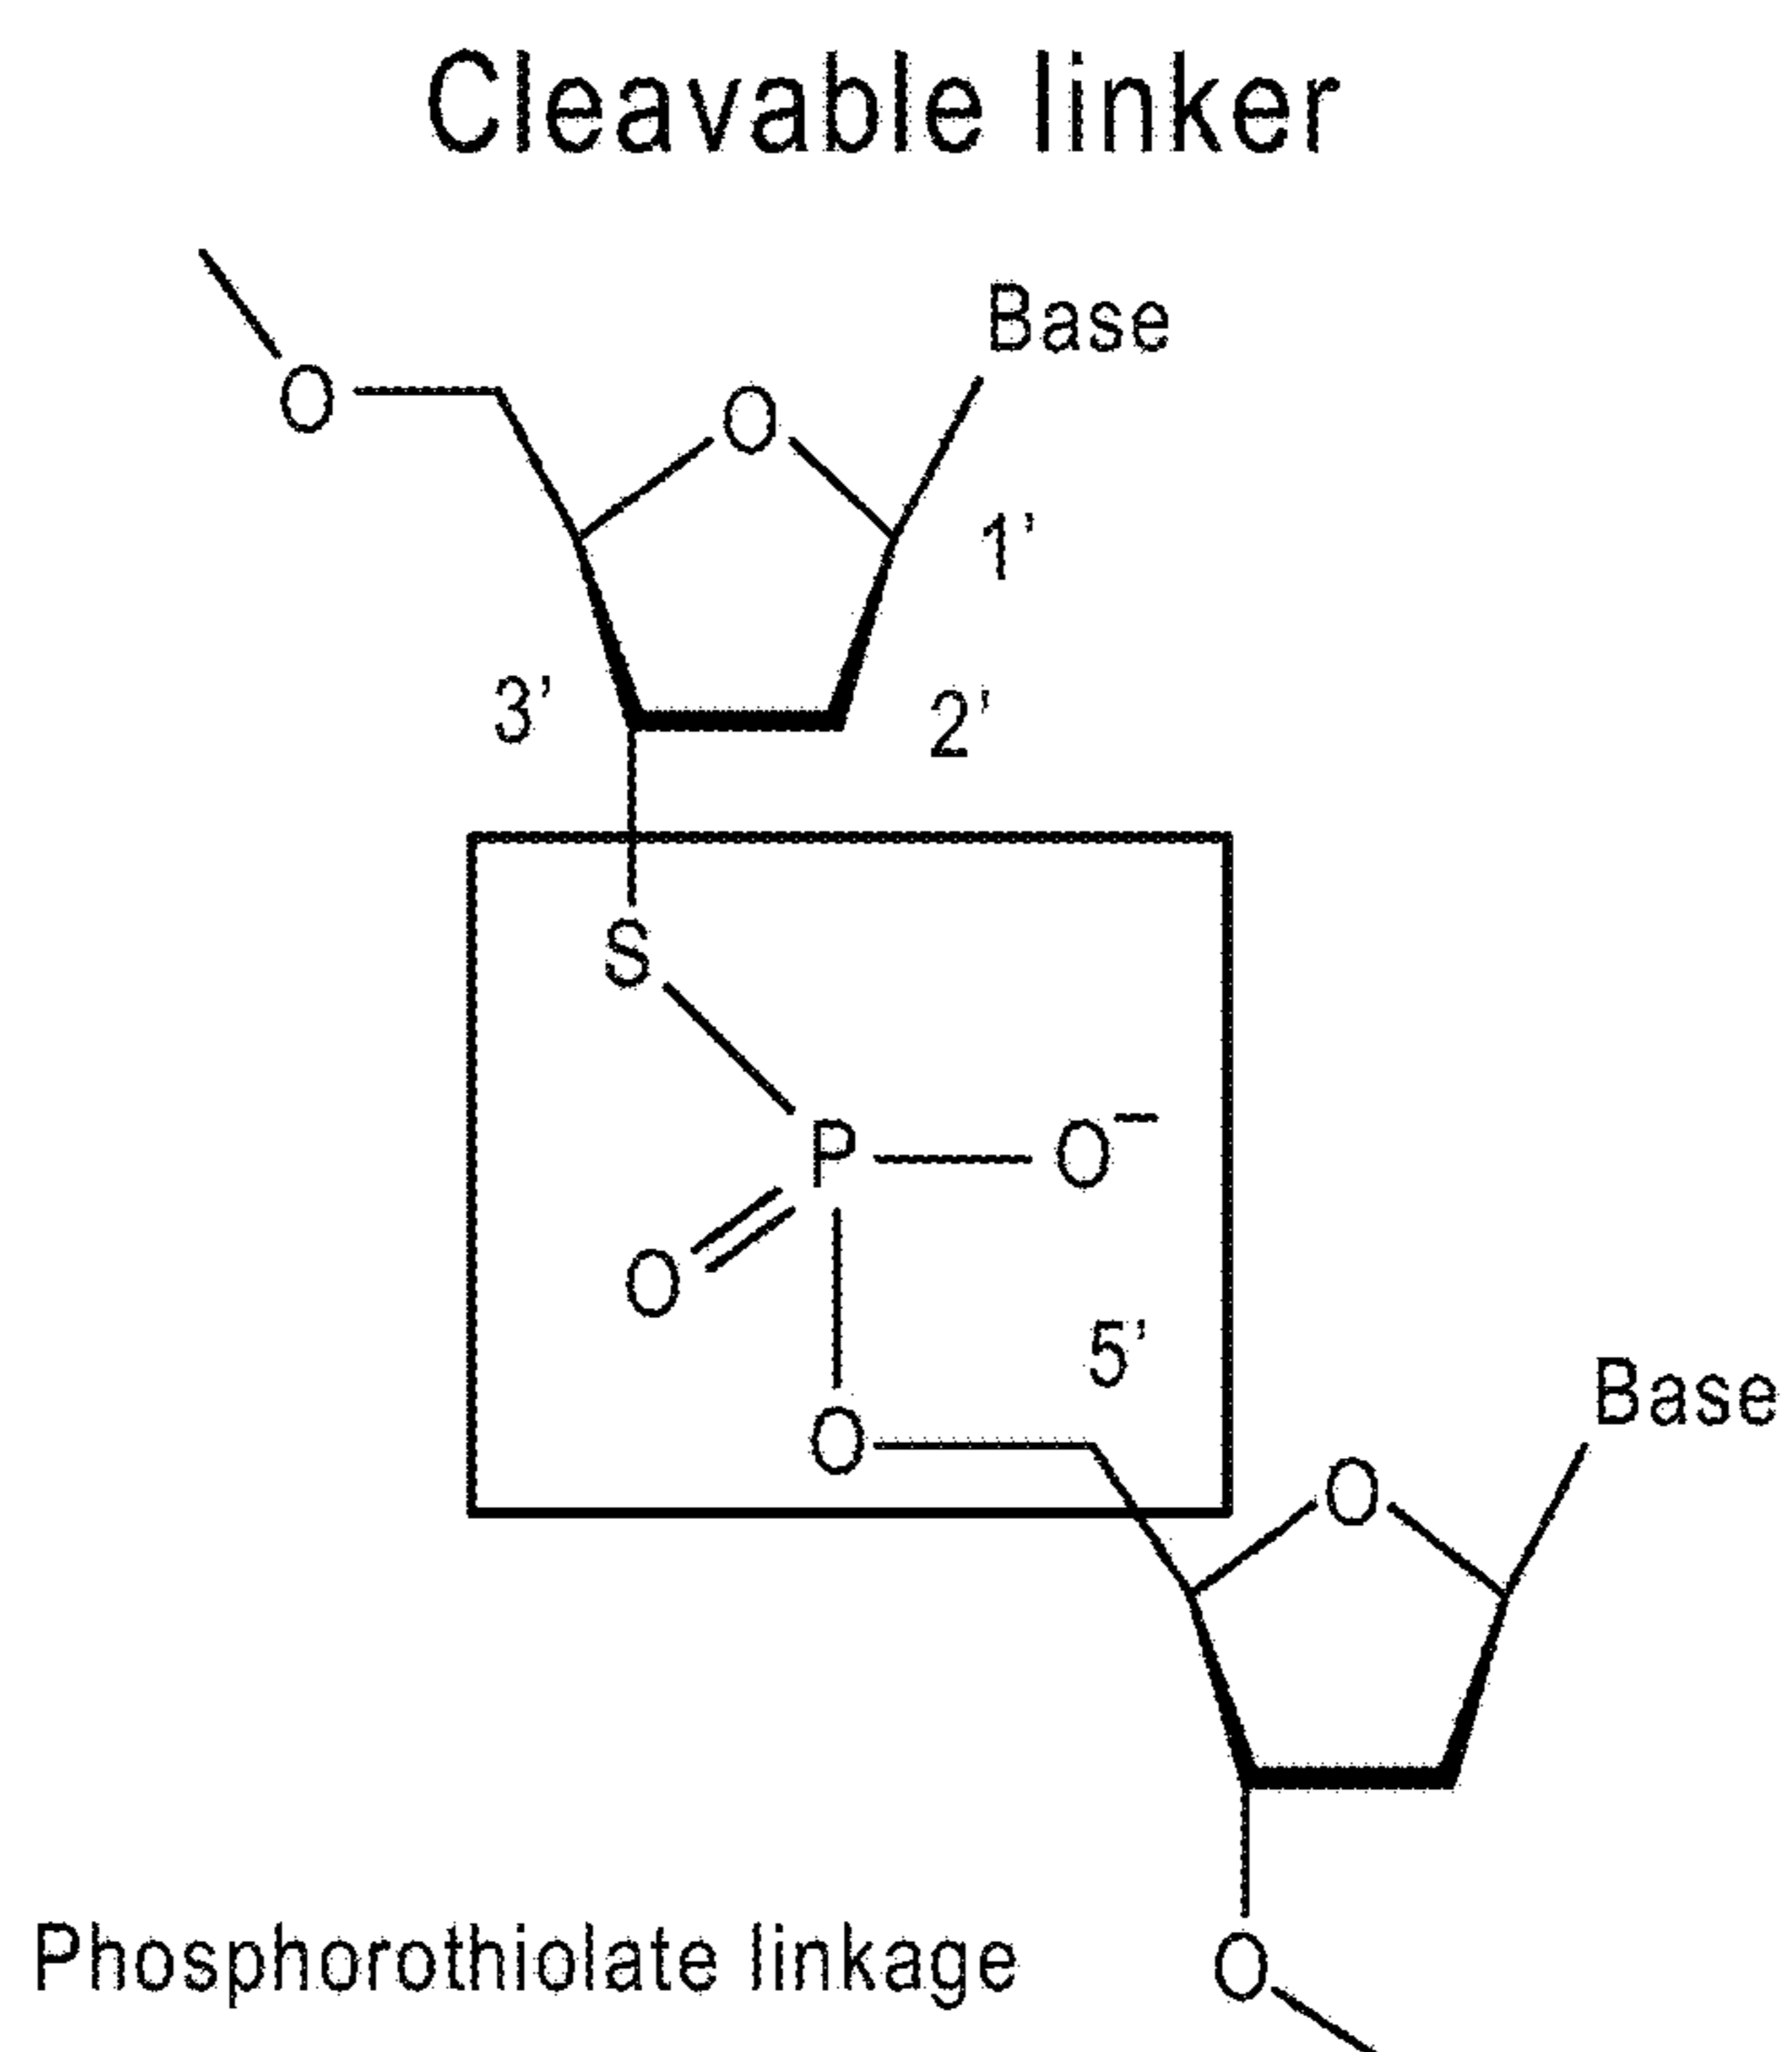 Cleavable linker
Base
O
O
1'
3'
2'
S
P
O−
O
5'
Base
O
O
Phosphorothiolate linkage
O